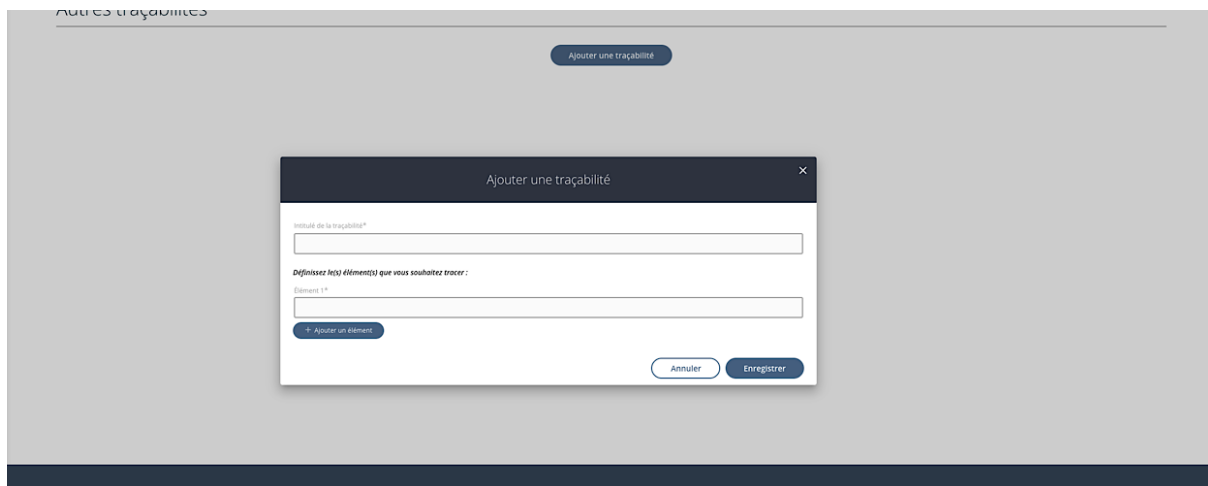 Autres traçabilités
Ajouter une traçabilité
Ajouter une traçabilité
×
Intitulé de la traçabilité*
Définissez le(s) élément(s) que vous souhaitez tracer :
Élément 1*
+ Ajouter un élément
Annuler
Enregistrer